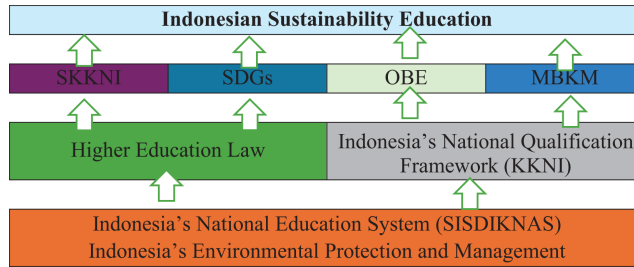 Indonesian Sustainability Education
SKKNI SDGs OBE MBKM
Higher Education Law
Indonesia's National Qualification
Framework (KKNI)
Indonesia's National Education System (SISDIKNAS)
Indonesia's Environmental Protection and Management